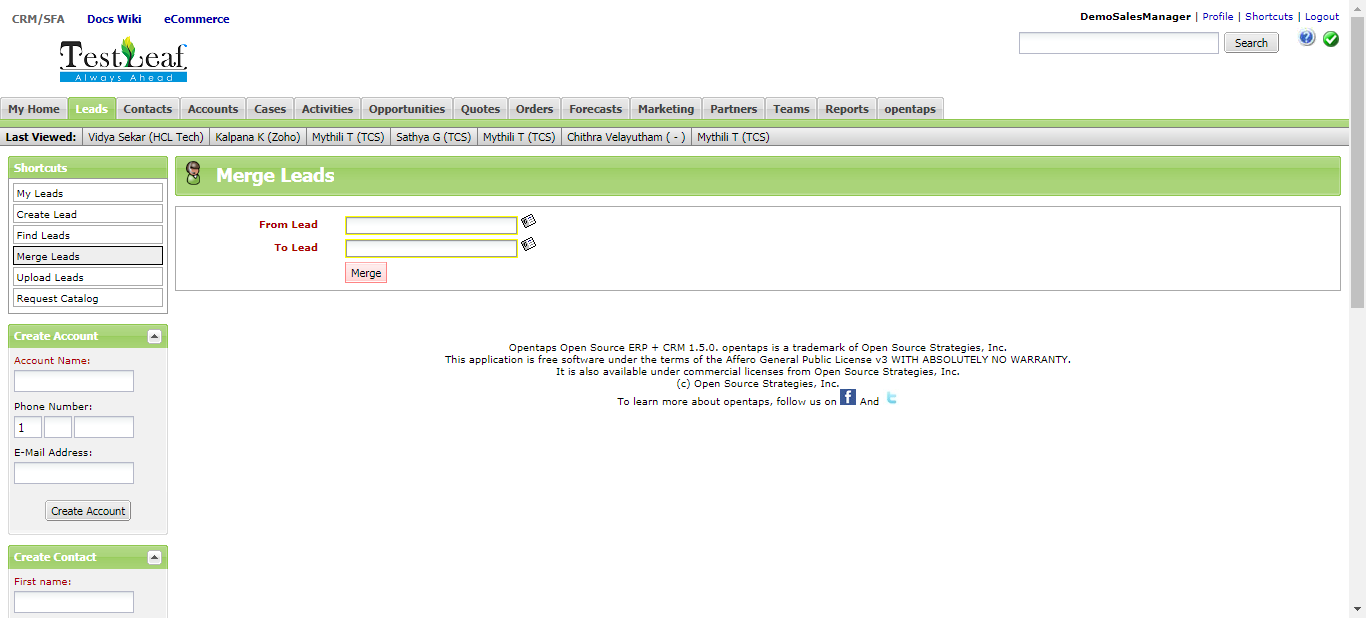 CRM/SFA Docs Wiki eCommerce
DemoSalesManager | Profile | Shortcuts | Logout
Search
TestLeaf
Always Ahead
My Home Leads Contacts Accounts Cases Activities Opportunities Quotes Orders Forecasts Marketing Partners Teams Reports opentaps
Last Viewed: Vidya Sekar (HCL Tech) Kalpana K (Zoho) Mythili T (TCS) Sathya G (TCS) Mythili T (TCS) Chithra Velayutham ( - ) Mythili T (TCS)
Shortcuts
My Leads
Create Lead
Find Leads
Merge Leads
Upload Leads
Request Catalog
Create Account
Account Name:
Phone Number:
1
E-Mail Address:
Create Account
Create Contact
First name:
Merge Leads
From Lead
To Lead
Merge
Opentaps Open Source ERP + CRM 1.5.0. opentaps is a trademark of Open Source Strategies, Inc.
This application is free software under the terms of the Affero General Public License v3 WITH ABSOLUTELY NO WARRANTY.
It is also available under commercial licenses from Open Source Strategies, Inc.
(c) Open Source Strategies, Inc.
To learn more about opentaps, follow us on f And t